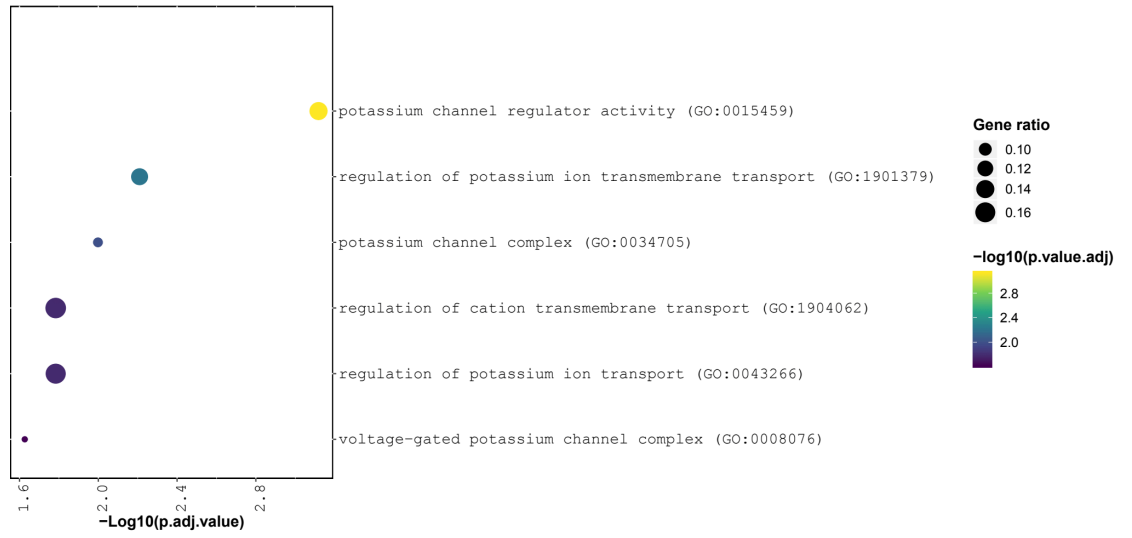 potassium channel regulator activity (GO:0015459)
regulation of potassium ion transmembrane transport (GO:1901379)
potassium channel complex (GO:0034705)
regulation of cation transmembrane transport (GO:1904062)
regulation of potassium ion transport (GO:0043266)
voltage−gated potassium channel complex (GO:0008076)
1.6
2.0
2.4
2.8
−Log10(p.adj.value)
Gene ratio
0.10
0.12
0.14
0.16
−log10(p.value.adj)
2.8
2.4
2.0